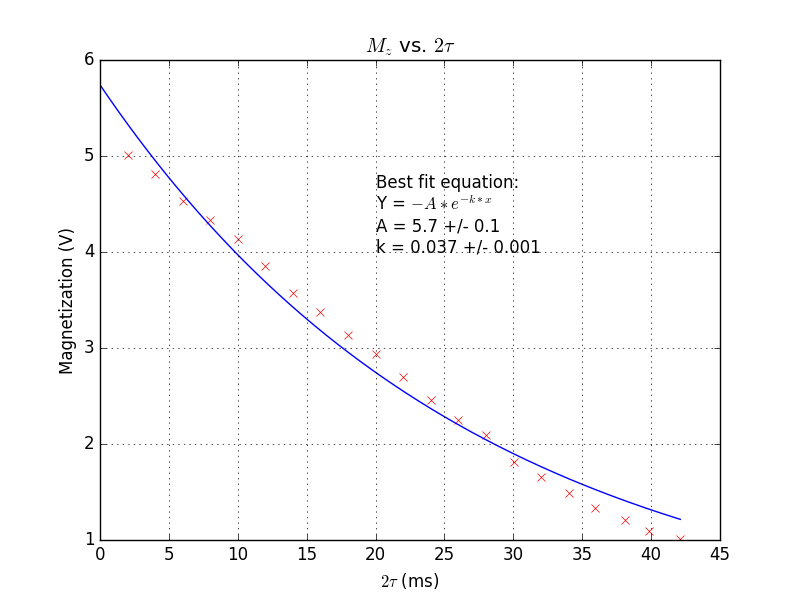 M_z vs. 2τ
6
5
4
3
2
1
Magnetization (V)
Best fit equation:
Y = −A∗e^{−k∗x}
A = 5.7 +/- 0.1
k = 0.037 +/- 0.001
0 5 10 15 20 25 30 35 40 45
2τ (ms)